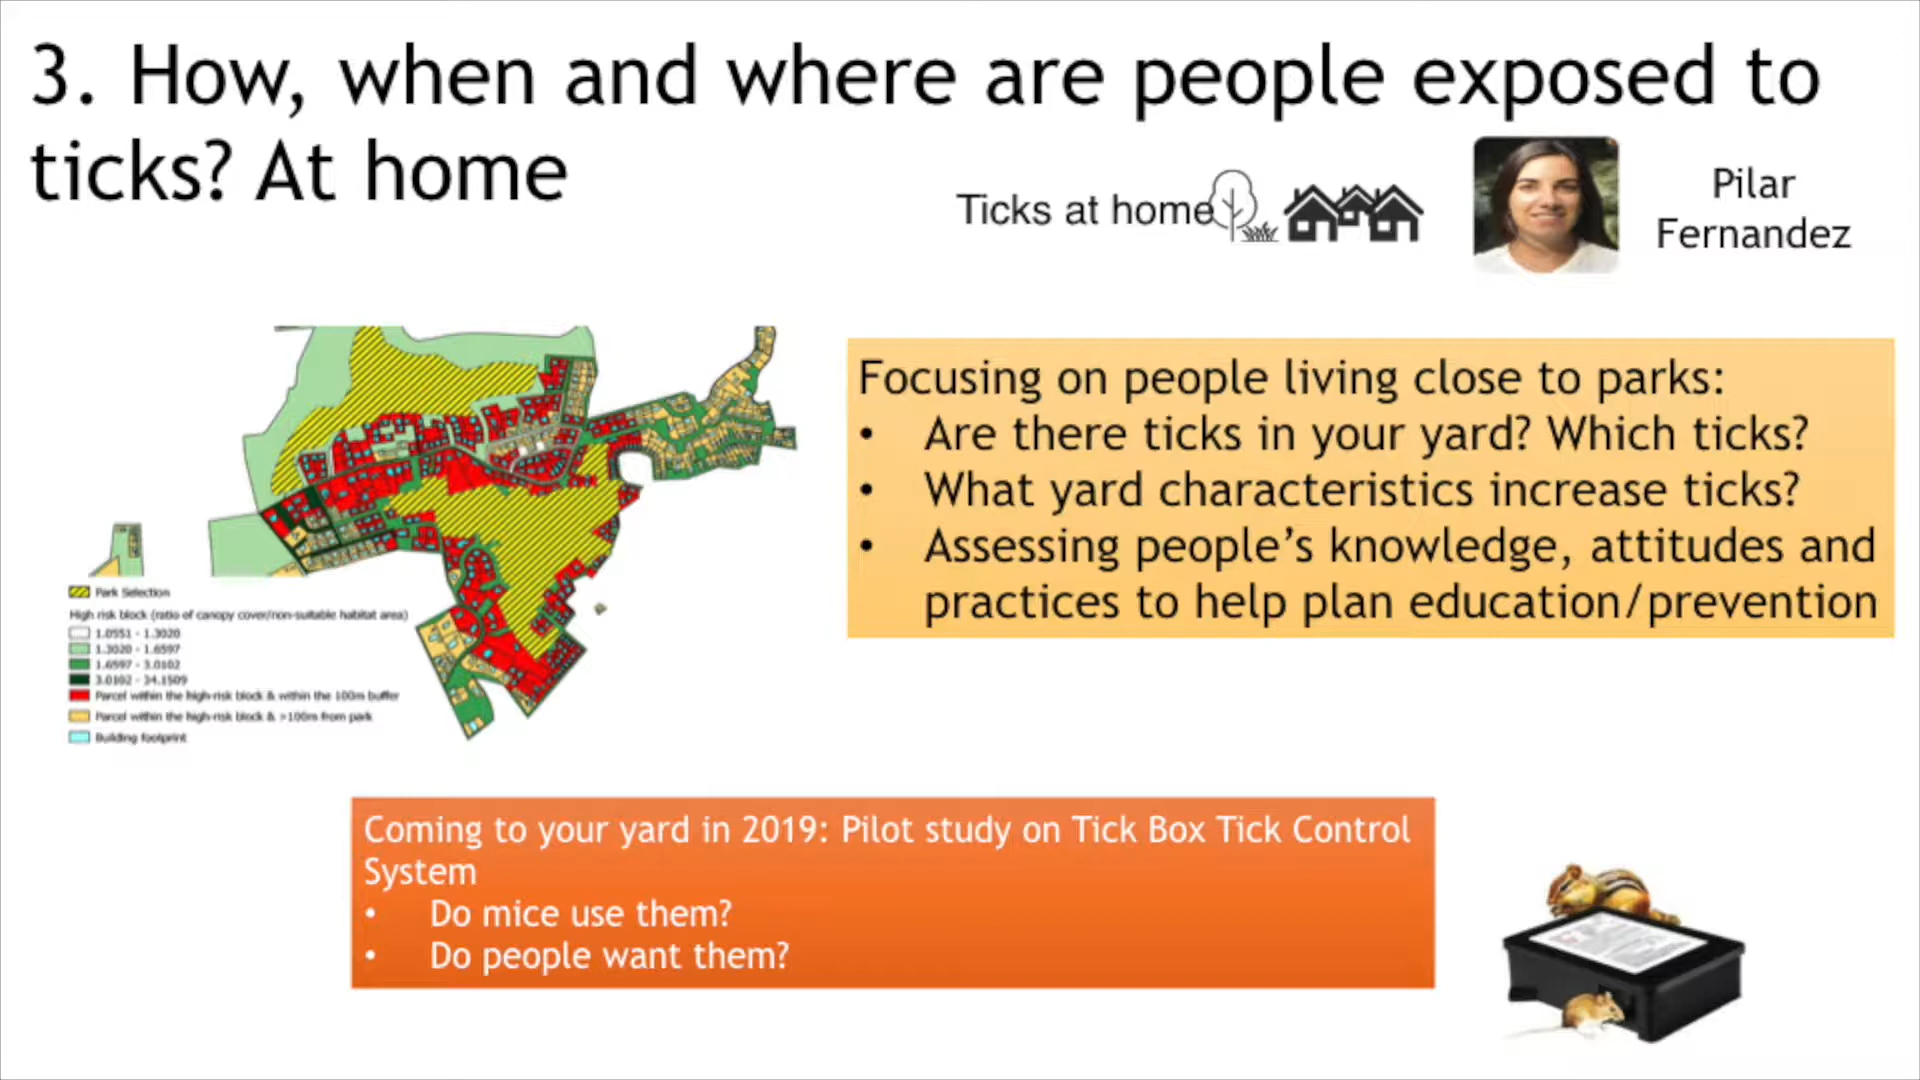 3. How, when and where are people exposed to
ticks? At home
Ticks at home
Pilar
Fernandez
Focusing on people living close to parks:
• Are there ticks in your yard? Which ticks?
• What yard characteristics increase ticks?
• Assessing people's knowledge, attitudes and
practices to help plan education/prevention
Park Selection
High risk block (ratio of canopy cover/non-suitable habitat area)
1.0551 - 1.3020
1.3020 - 1.6597
1.6597 - 3.0102
3.0102 - 34.1509
Parcel within the high-risk block & within the 100m buffer
Parcel within the high-risk block & >100m from park
Building footprint
Coming to your yard in 2019: Pilot study on Tick Box Tick Control
System
• Do mice use them?
• Do people want them?